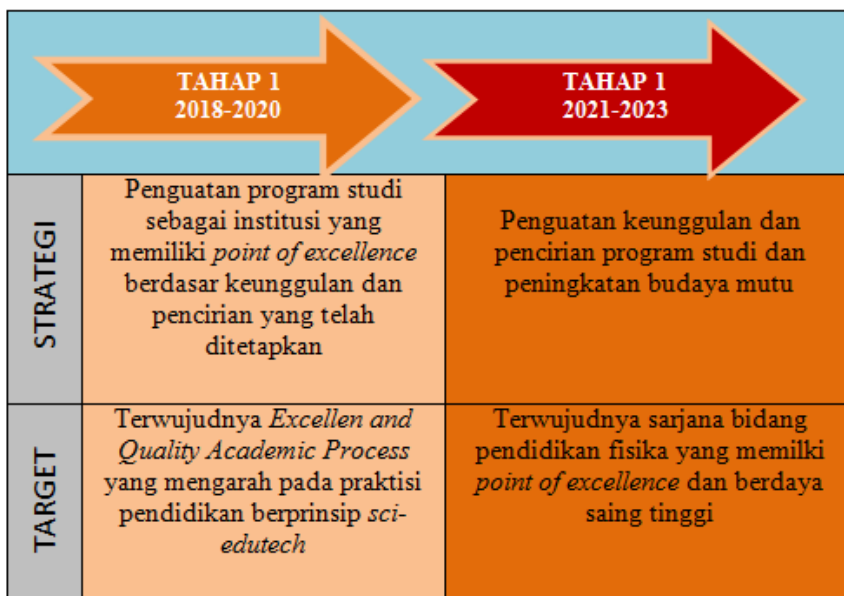 TAHAP 1
2018-2020
TAHAP 1
2021-2023
STRATEGI
Penguatan program studi
sebagai institusi yang
memiliki point of excellence
berdasar keunggulan dan
pencirian yang telah
ditetapkan
Penguatan keunggulan dan
pencirian program studi dan
peningkatan budaya mutu
TARGET
Terwujudnya Excellen and
Quality Academic Process
yang mengarah pada praktisi
pendidikan berprinsip sci-
edutech
Terwujudnya sarjana bidang
pendidikan fisika yang memilki
point of excellence dan berdaya
saing tinggi